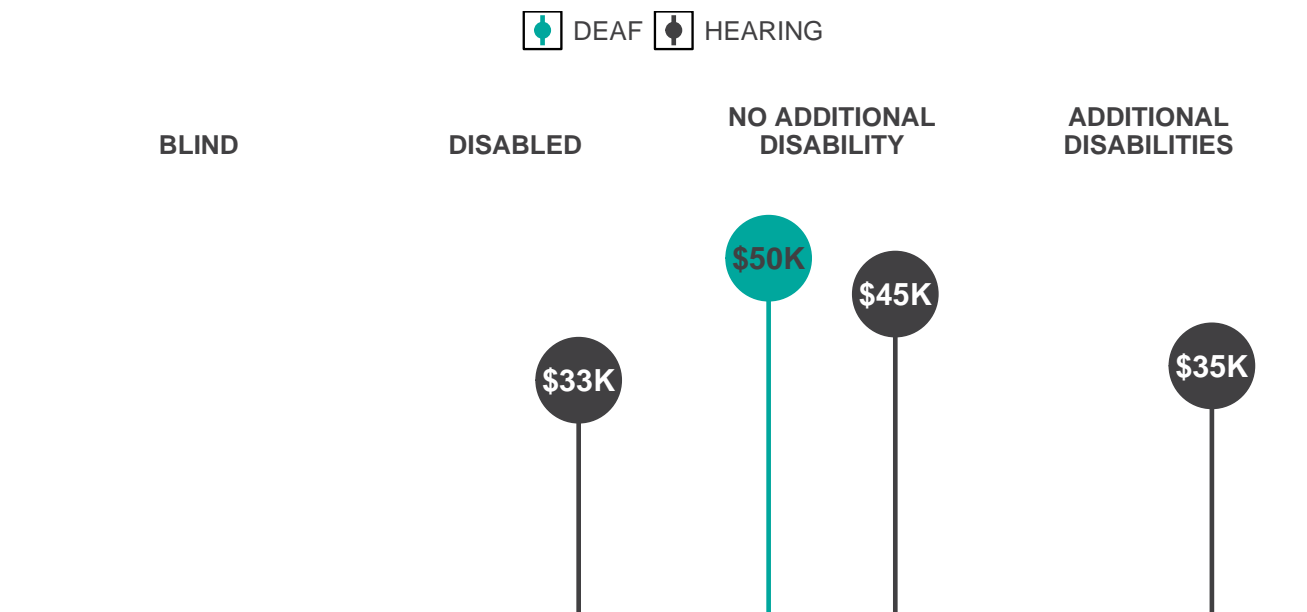 DEAF HEARING
BLIND
DISABLED
NO ADDITIONAL
DISABILITY
ADDITIONAL
DISABILITIES
$50K
$45K
$35K
$33K